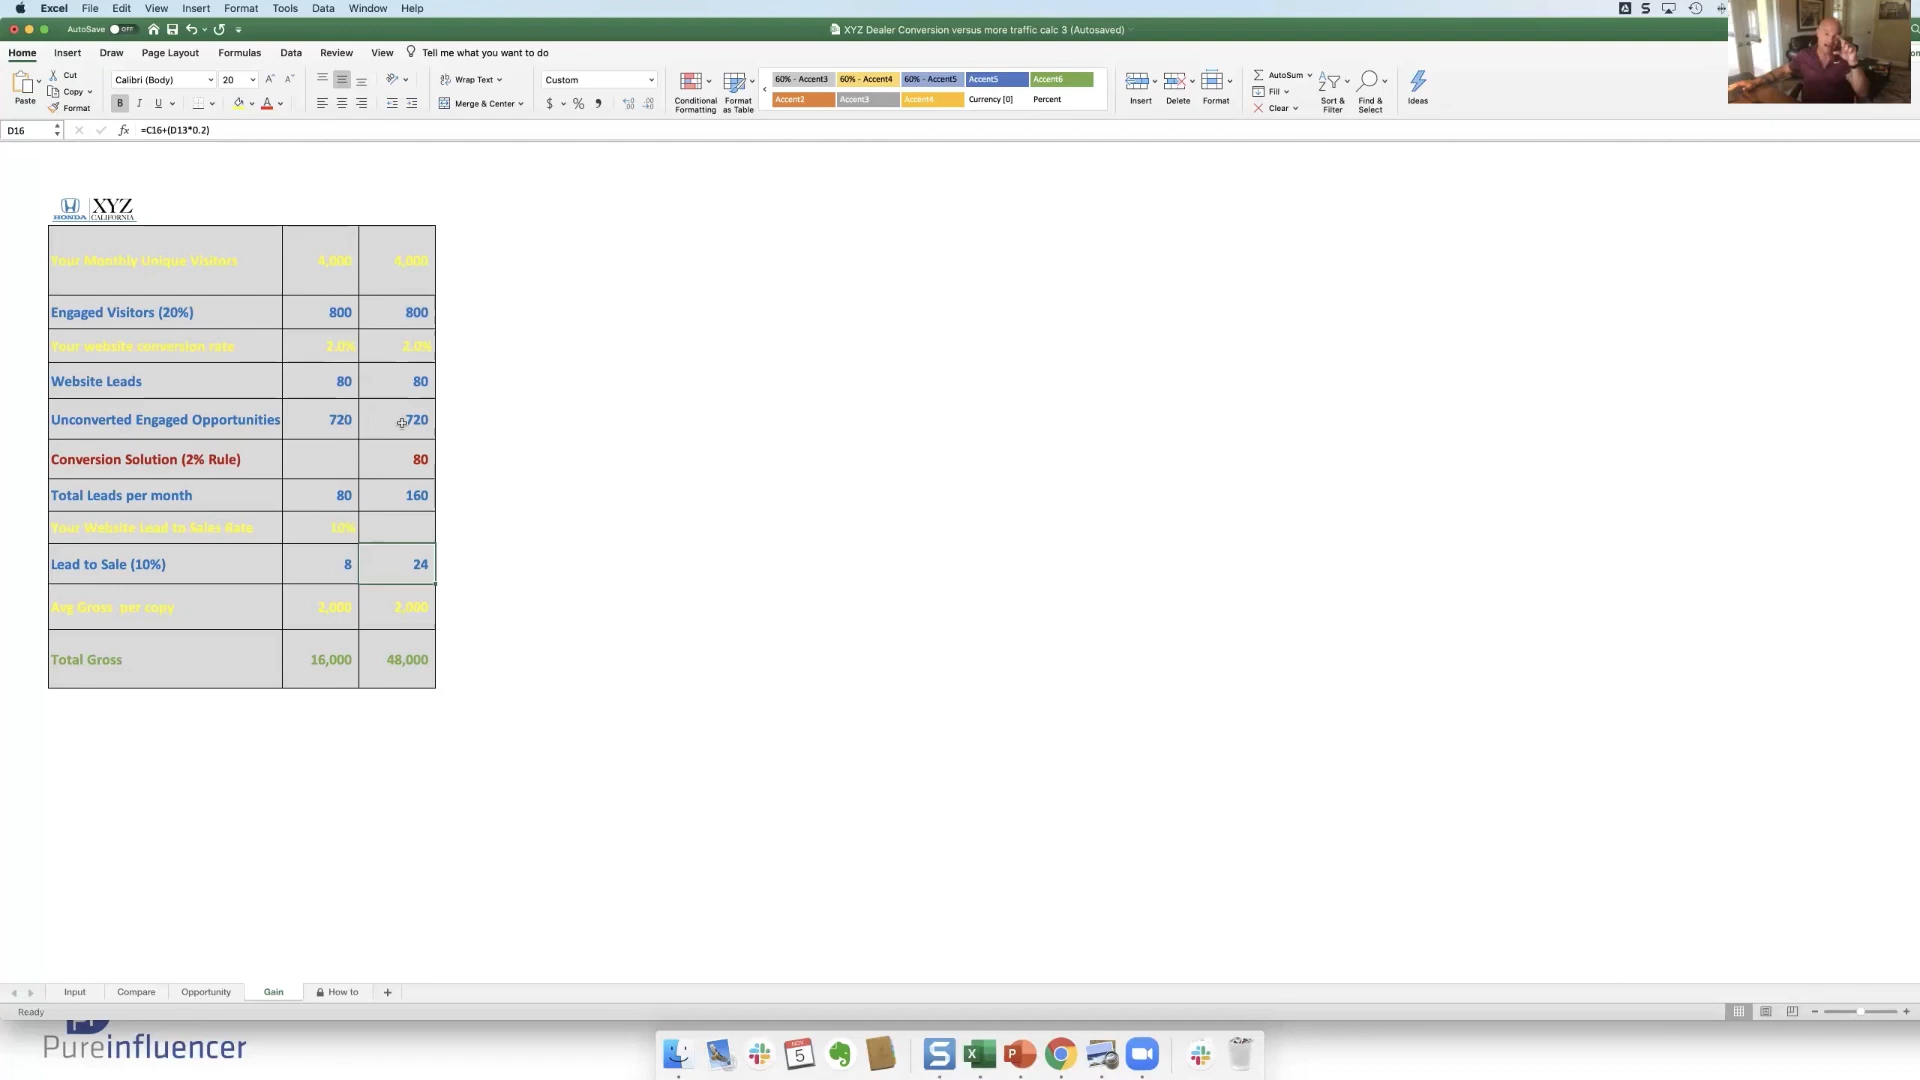 Excel File Edit View Insert Format Tools Data Window Help
AutoSave OFF XYZ Dealer Conversion versus more traffic calc 3 (Autosaved)
Home Insert Draw Page Layout Formulas Data Review View Tell me what you want to do
Paste Cut Copy Format
Calibri (Body) 20
B I U
Wrap Text
Merge & Center
Custom
$ %
Conditional Formatting
Format as Table
60% - Accent3 60% - Accent4 60% - Accent5 Accent5 Accent6
Accent2 Accent3 Accent4 Currency [0] Percent
Insert Delete Format
AutoSum
Fill
Clear
Sort & Filter
Find & Select
Ideas
D16 fx =C16+(D13*0.2)
HONDA XYZ CALIFORNIA
Your Monthly Unique Visitors 4,000 4,000
Engaged Visitors (20%) 800 800
Your website conversion rate 2.0% 2.0%
Website Leads 80 80
Unconverted Engaged Opportunities 720 720
Conversion Solution (2% Rule) 80
Total Leads per month 80 160
Your Website Lead to Sales Rate 10%
Lead to Sale (10%) 8 24
Avg Gross per copy 2,000 2,000
Total Gross 16,000 48,000
Input Compare Opportunity Gain How to +
Ready
Pureinfluencer
NOV 5